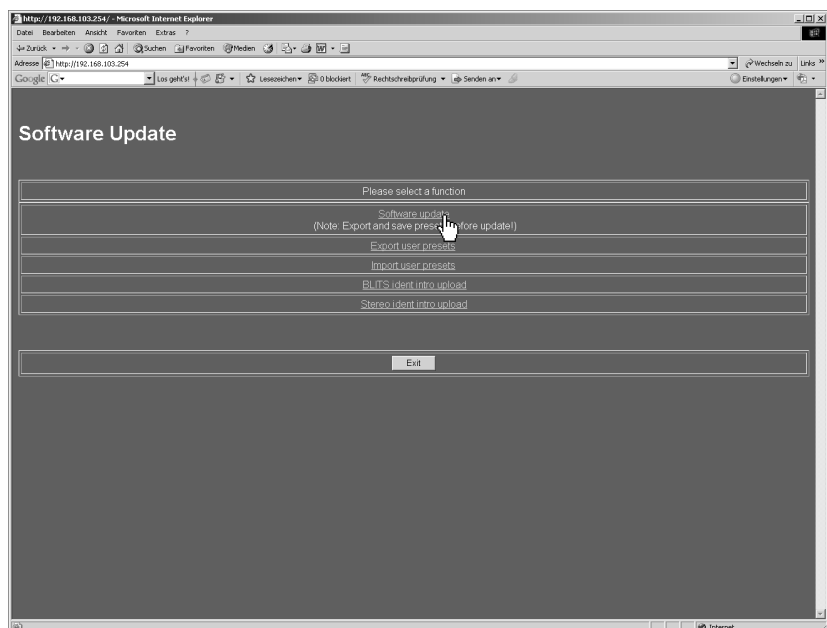 http://192.168.103.254/ - Microsoft Internet Explorer
Datei Bearbeiten Ansicht Favoriten Extras ?
Zurück Suchen Favoriten Medien
Adresse http://192.168.103.254 Wechseln zu Links »
Google G Los geht's! Lesezeichen 0 blockiert Rechtschreibprüfung Senden an Einstellungen
Software Update
Please select a function
Software update
(Note: Export and save before update!)
Export user presets
Import user presets
BLITS ident intro upload
Stereo ident intro upload
Exit
Internet